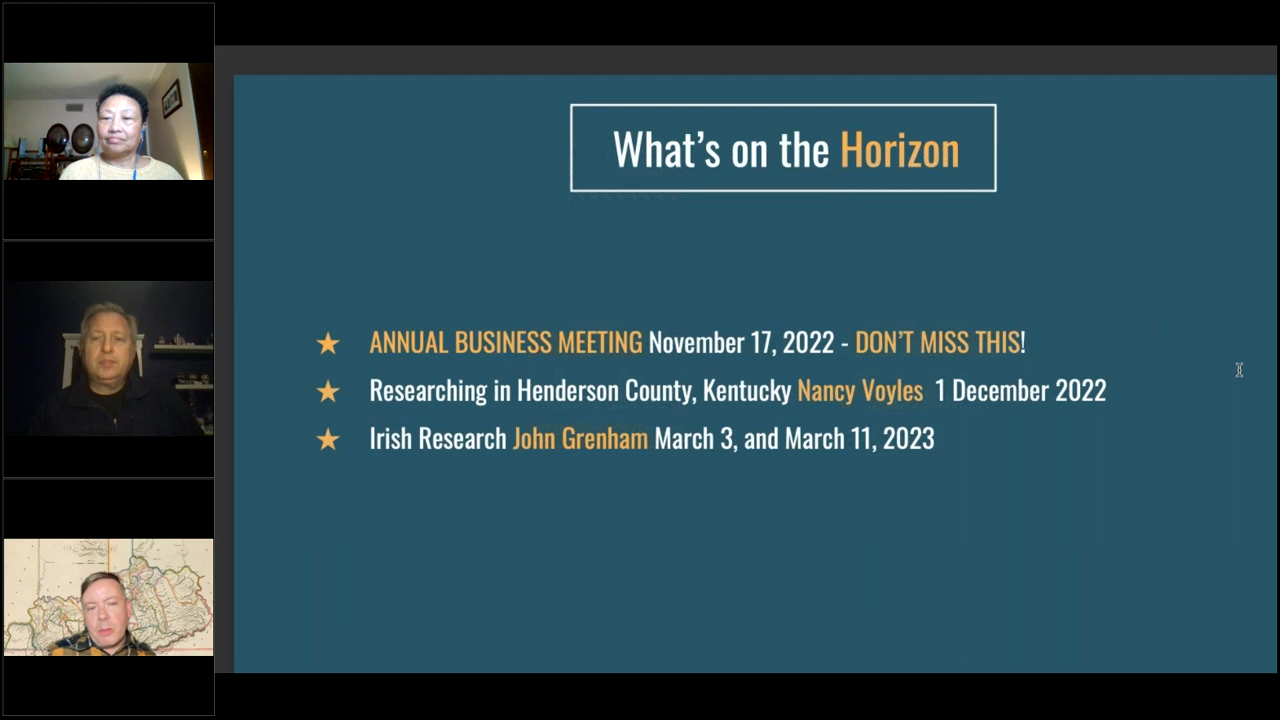 What's on the Horizon
★ ANNUAL BUSINESS MEETING November 17, 2022 - DON'T MISS THIS!
★ Researching in Henderson County, Kentucky Nancy Voyles 1 December 2022
★ Irish Research John Grenham March 3, and March 11, 2023